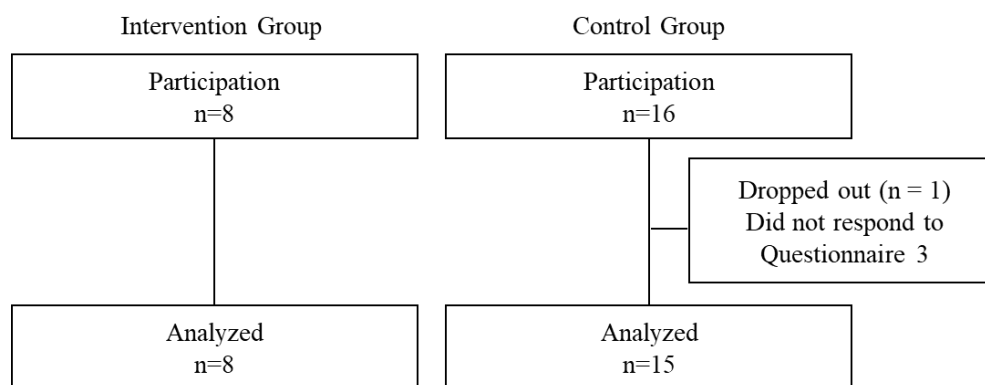 Intervention Group
Control Group
Participation
n=8
Participation
n=16
Dropped out (n = 1)
Did not respond to
Questionnaire 3
Analyzed
n=8
Analyzed
n=15